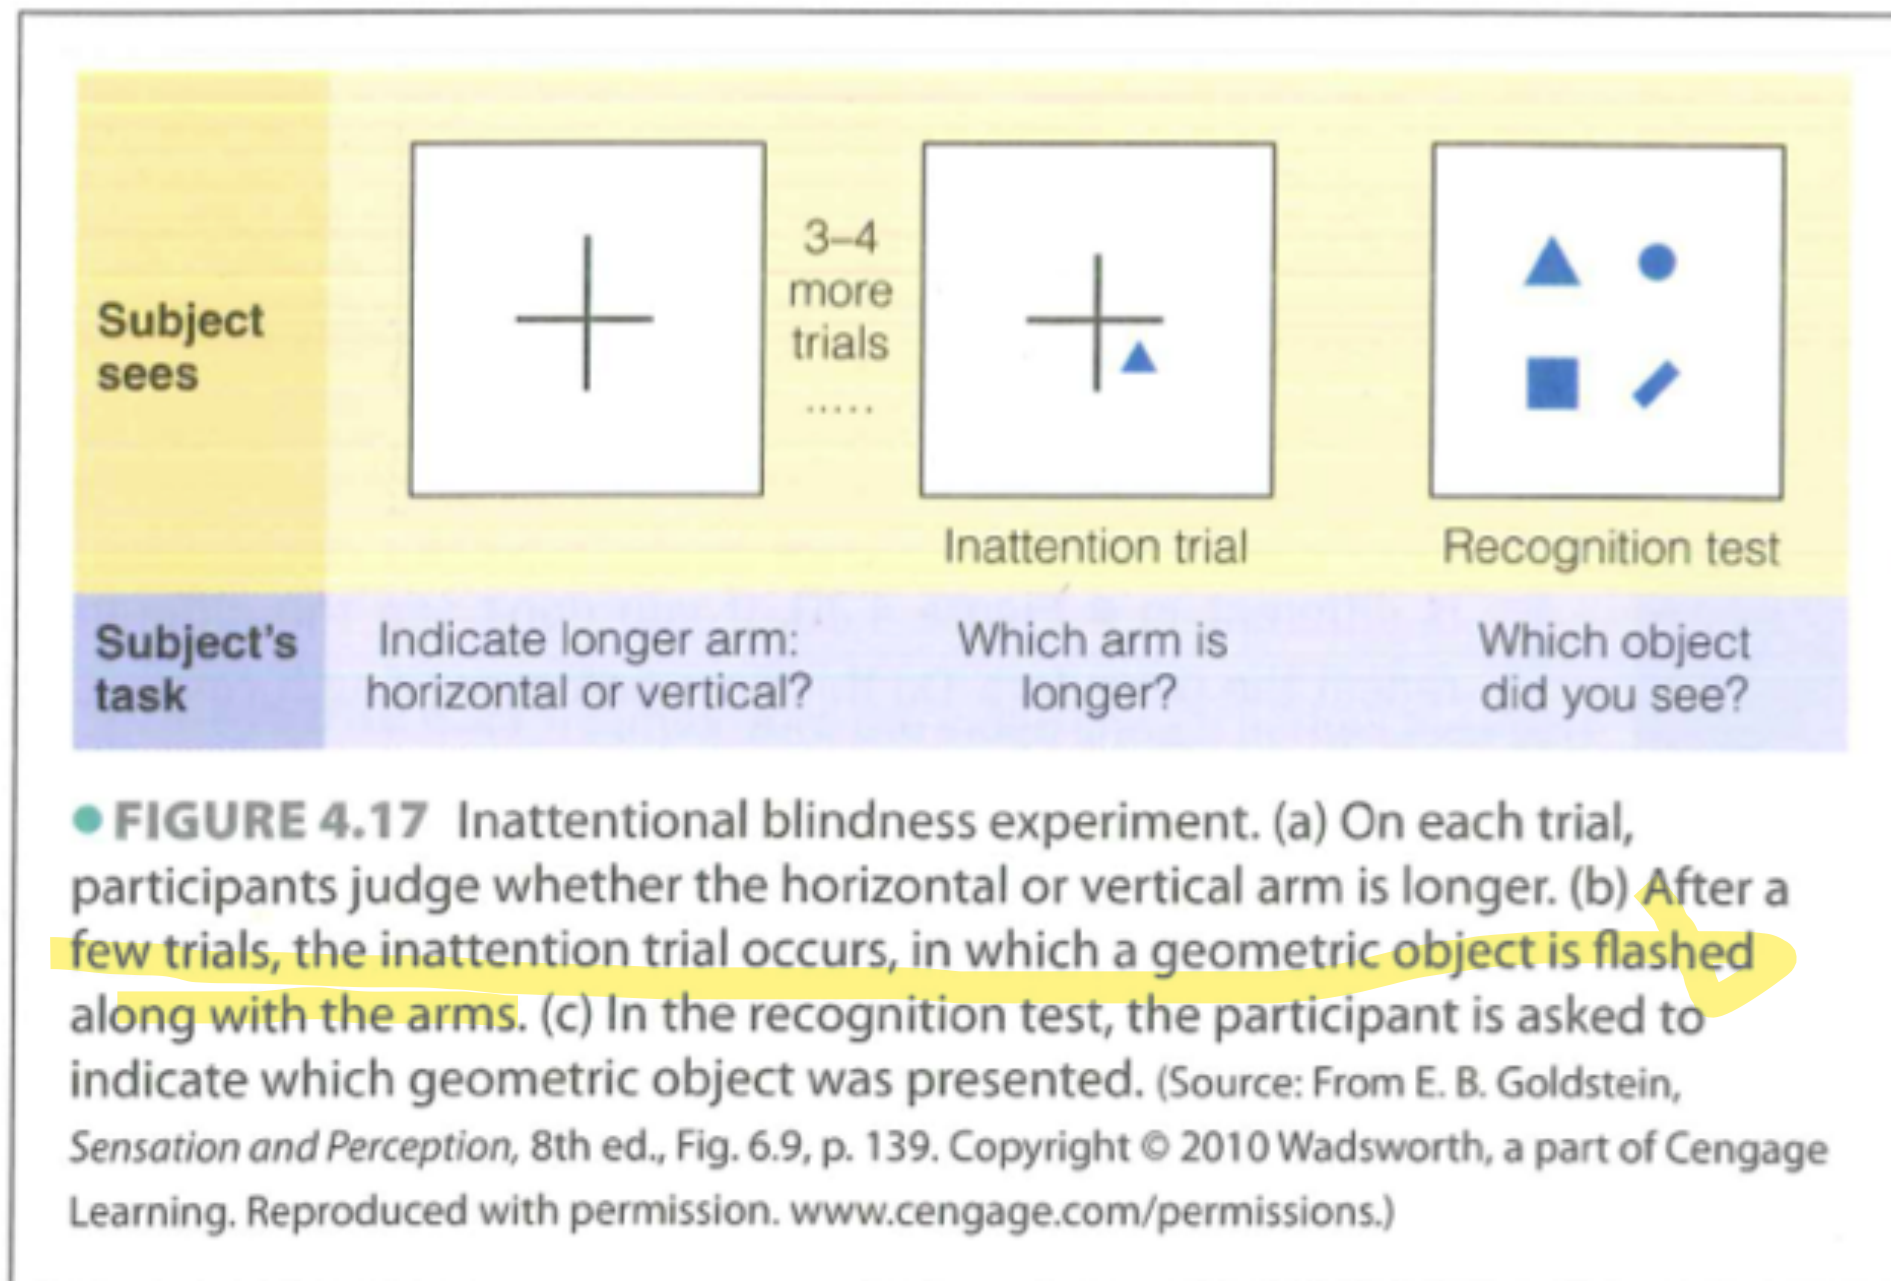 Subject
sees
3–4
more
trials
.....
Inattention trial
Recognition test
Subject's
task
Indicate longer arm:
horizontal or vertical?
Which arm is
longer?
Which object
did you see?
● FIGURE 4.17 Inattentional blindness experiment. (a) On each trial,
participants judge whether the horizontal or vertical arm is longer. (b) After a
few trials, the inattention trial occurs, in which a geometric object is flashed
along with the arms. (c) In the recognition test, the participant is asked to
indicate which geometric object was presented. (Source: From E. B. Goldstein,
Sensation and Perception, 8th ed., Fig. 6.9, p. 139. Copyright © 2010 Wadsworth, a part of Cengage
Learning. Reproduced with permission. www.cengage.com/permissions.)